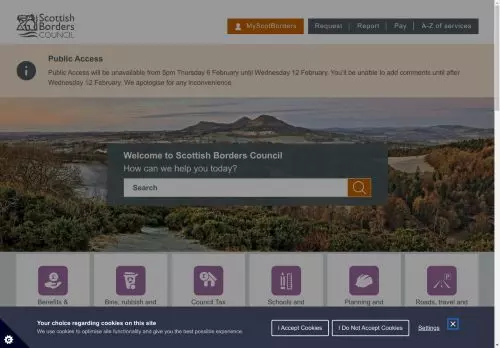 Scottish
Borders
COUNCIL
MyScotBorders
Request
Report
Pay
A-Z of services
Public Access
Public Access will be unavailable from 5pm Thursday 6 February until Wednesday 12 February. You'll be unable to add comments until after
Wednesday 12 February. We apologise for any inconvenience.
Welcome to Scottish Borders Council
How can we help you today?
Search
Benefits &
Bins, rubbish and
Council Tax
Schools and
Planning and
Roads, travel and
Your choice regarding cookies on this site
We use cookies to optimise site functionality and give you the best possible experience.
I Accept Cookies
I Do Not Accept Cookies
Settings
X